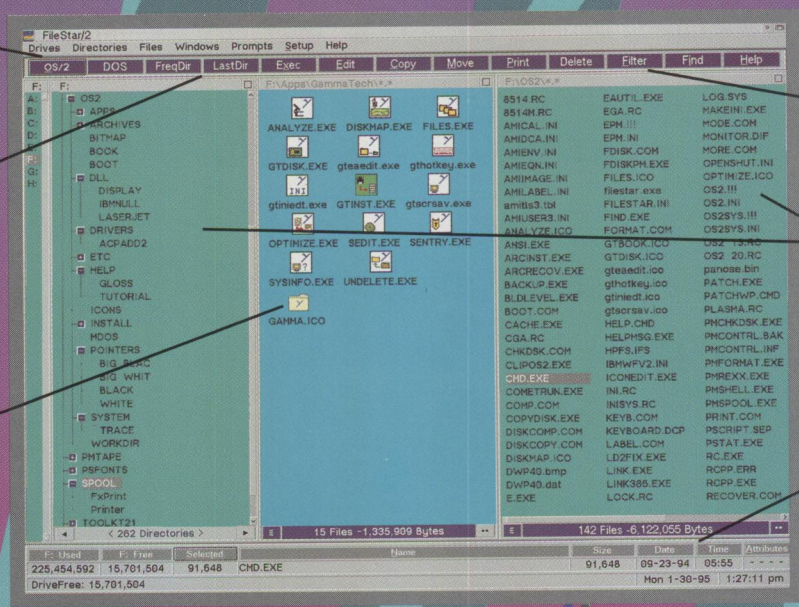 FileStar/2
Drives Directories Files Windows Prompts Setup Help
OS/2 DOS FreqDir LastDir Exec Edit Copy Move Print Delete Filter Find Help
F:
A:
B:
C:
D:
E:
F:
G:
H:
F:
OS2
APPS
ARCHIVES
BITMAP
BOOK
BOOT
DLL
DISPLAY
IBMNULL
LASERJET
DRIVERS
ACPADD2
ETC
HELP
GLOSS
TUTORIAL
ICONS
INSTALL
MDOS
POINTERS
BIG_BLAC
BIG_WHIT
BLACK
WHITE
SYSTEM
TRACE
WORKDIR
PMTAPE
PSFONTS
SPOOL
FxPrint
Printer
TOOLKT21
< 262 Directories >
F:\Apps\GammaTech\*.*
ANALYZE.EXE DISKMAP.EXE FILES.EXE
GTDISK.EXE gteaedit.exe gthotkey.exe
gtiniedt.exe GTINST.EXE gtscrsav.exe
OPTIMIZE.EXE SEDIT.EXE SENTRY.EXE
SYSINFO.EXE UNDELETE.EXE
GAMMA.ICO
15 Files -1,335,909 Bytes
F:\OS2\*.*
8514.RC EAUTIL.EXE LOG.SYS
8514M.RC EGA.RC MAKEINI.EXE
AMICAL.INI EPM.!!! MODE.COM
AMIDCA.INI EPM.INI MONITOR.DIF
AMIENV.INI FDISK.COM MORE.COM
AMIEQN.INI FDISKPM.EXE OPENSHUT.INI
AMIIMAGE.INI FILES.ICO OPTIMIZE.ICO
AMILABEL.INI filestar.exe OS2.!!!
amitls3.tbl FILESTAR.INI OS2.INI
AMIUSER3.INI FIND.EXE OS2SYS.!!!
ANALYZE.ICO FORMAT.COM OS2SYS.INI
ANSI.EXE GTBOOK.ICO OS2_13.RC
ARCINST.EXE GTDISK.ICO OS2_20.RC
ARCRECOV.EXE gteaedit.ico panose.bin
BACKUP.EXE gthotkey.ico PATCH.EXE
BLDLEVEL.EXE gtiniedt.ico PATCHWP.CMD
BOOT.COM gtscrsav.ico PLASMA.RC
CACHE.EXE HELP.CMD PMCHKDSK.EXE
CGA.RC HELPMSG.EXE PMCONTRL.BAK
CHKDSK.COM HPFS.IFS PMCONTRL.INF
CLIPOS2.EXE IBMWFV2.INI PMFORMAT.EXE
CMD.EXE ICONEDIT.EXE PMREXX.EXE
COMETRUN.EXE INI.RC PMSHELL.EXE
COMP.COM INISYS.RC PMSPOOL.EXE
COPYDISK.EXE KEYB.COM PRINT.COM
DISKCOMP.COM KEYBOARD.DCP PSCRIPT.SEP
DISKCOPY.COM LABEL.COM PSTAT.EXE
DISKMAP.ICO LD2FIX.EXE RC.EXE
DWP40.bmp LINK.EXE RCPP.ERR
DWP40.dat LINK386.EXE RCPP.EXE
E.EXE LOCK.RC RECOVER.COM
142 Files -6,122,055 Bytes
F: Used F: Free Selected Name Size Date Time Attributes
225,454,592 15,701,504 91,648 CMD.EXE 91,648 09-23-94 05:55 - - - -
DriveFree: 15,701,504 Mon 1-30-95 1:27:11 pm